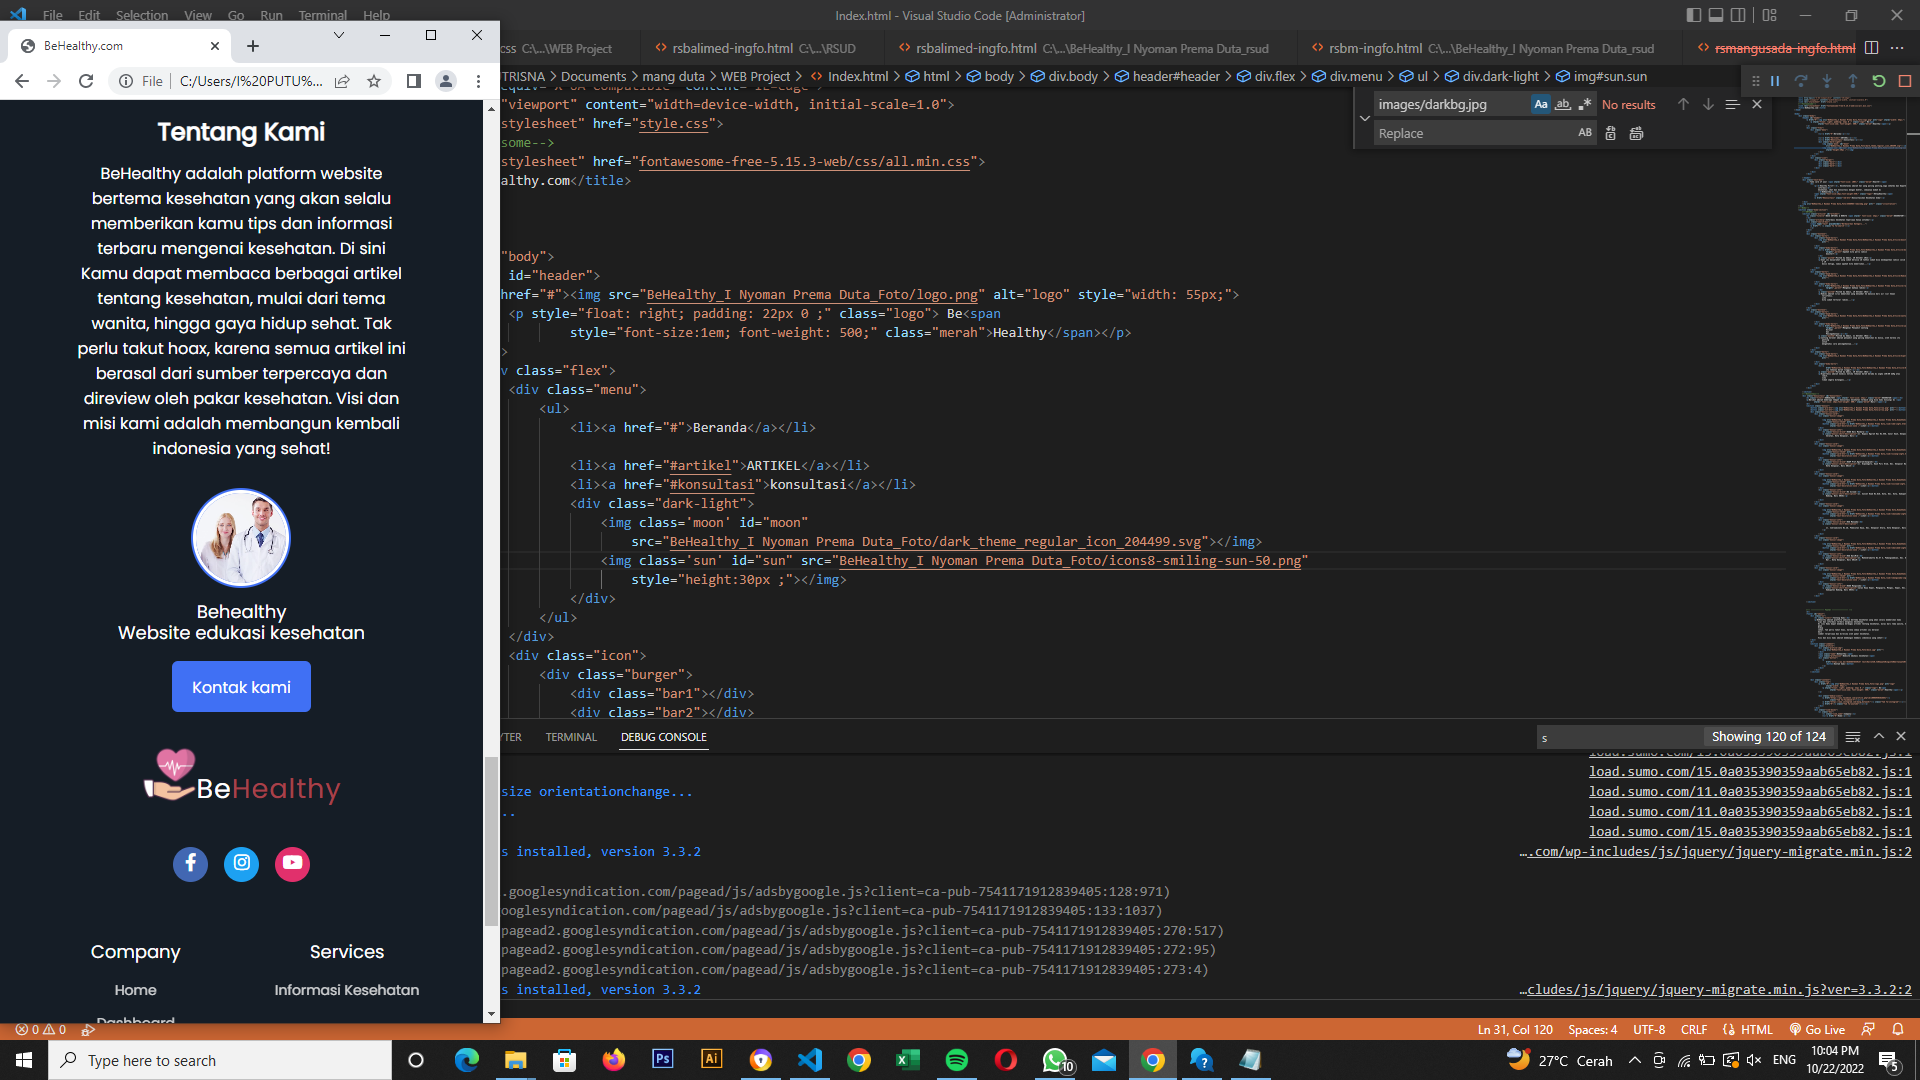 File Edit Selection View Go Run Terminal Help
Index.html - Visual Studio Code [Administrator]
BeHealthy.com
File C:/Users/I%20PUTU%...
css C:\...\WEB Project
rsbalimed-ingfo.html C:\...\RSUD
rsbalimed-ingfo.html C:\...\BeHealthy_I Nyoman Prema Duta_rsud
rsbm-ingfo.html C:\...\BeHealthy_I Nyoman Prema Duta_rsud
rsmangusada-ingfo.html
UTRISNA > Documents > mang duta > WEB Project > Index.html > html > body > div.body > header#header > div.flex > div.menu > ul > div.dark-light > img#sun.sun
images/darkbg.jpg Aa ab .* No results
Replace AB
Tentang Kami
BeHealthy adalah platform website
bertema kesehatan yang akan selalu
memberikan kamu tips dan informasi
terbaru mengenai kesehatan. Di sini
Kamu dapat membaca berbagai artikel
tentang kesehatan, mulai dari tema
wanita, hingga gaya hidup sehat. Tak
perlu takut hoax, karena semua artikel ini
berasal dari sumber terpercaya dan
direview oleh pakar kesehatan. Visi dan
misi kami adalah membangun kembali
indonesia yang sehat!
Behealthy
Website edukasi kesehatan
Kontak kami
BeHealthy
Company Services
Home Informasi Kesehatan
Dashboard
"viewport" content="width=device-width, initial-scale=1.0">
stylesheet" href="style.css">
some-->
stylesheet" href="fontawesome-free-5.15.3-web/css/all.min.css">
althy.com</title>
"body">
id="header">
href="#"><img src="BeHealthy_I Nyoman Prema Duta_Foto/logo.png" alt="logo" style="width: 55px;">
<p style="float: right; padding: 22px 0 ;" class="logo"> Be<span
style="font-size:1em; font-weight: 500;" class="merah">Healthy</span></p>
>
v class="flex">
<div class="menu">
<ul>
<li><a href="#">Beranda</a></li>
<li><a href="#artikel">ARTIKEL</a></li>
<li><a href="#konsultasi">konsultasi</a></li>
<div class="dark-light">
<img class='moon' id="moon"
src="BeHealthy_I Nyoman Prema Duta_Foto/dark_theme_regular_icon_204499.svg"></img>
<img class='sun' id="sun" src="BeHealthy_I Nyoman Prema Duta_Foto/icons8-smiling-sun-50.png"
style="height:30px ;"></img>
</div>
</ul>
</div>
<div class="icon">
<div class="burger">
<div class="bar1"></div>
<div class="bar2"></div>
YTER TERMINAL DEBUG CONSOLE
s Showing 120 of 124
load.sumo.com/15.0a035390359aab65eb82.js:1
load.sumo.com/15.0a035390359aab65eb82.js:1
size orientationchange... load.sumo.com/11.0a035390359aab65eb82.js:1
.. load.sumo.com/11.0a035390359aab65eb82.js:1
load.sumo.com/15.0a035390359aab65eb82.js:1
s installed, version 3.3.2 ….com/wp-includes/js/jquery/jquery-migrate.min.js:2
.googlesyndication.com/pagead/js/adsbygoogle.js?client=ca-pub-7541171912839405:128:971)
ooglesyndication.com/pagead/js/adsbygoogle.js?client=ca-pub-7541171912839405:133:1037)
pagead2.googlesyndication.com/pagead/js/adsbygoogle.js?client=ca-pub-7541171912839405:270:517)
pagead2.googlesyndication.com/pagead/js/adsbygoogle.js?client=ca-pub-7541171912839405:272:95)
pagead2.googlesyndication.com/pagead/js/adsbygoogle.js?client=ca-pub-7541171912839405:273:4)
s installed, version 3.3.2 …cludes/js/jquery/jquery-migrate.min.js?ver=3.3.2:2
0 0 Ln 31, Col 120 Spaces: 4 UTF-8 CRLF HTML Go Live
Type here to search
Ps Ai 10
27°C Cerah ENG
10:04 PM
10/22/2022
5